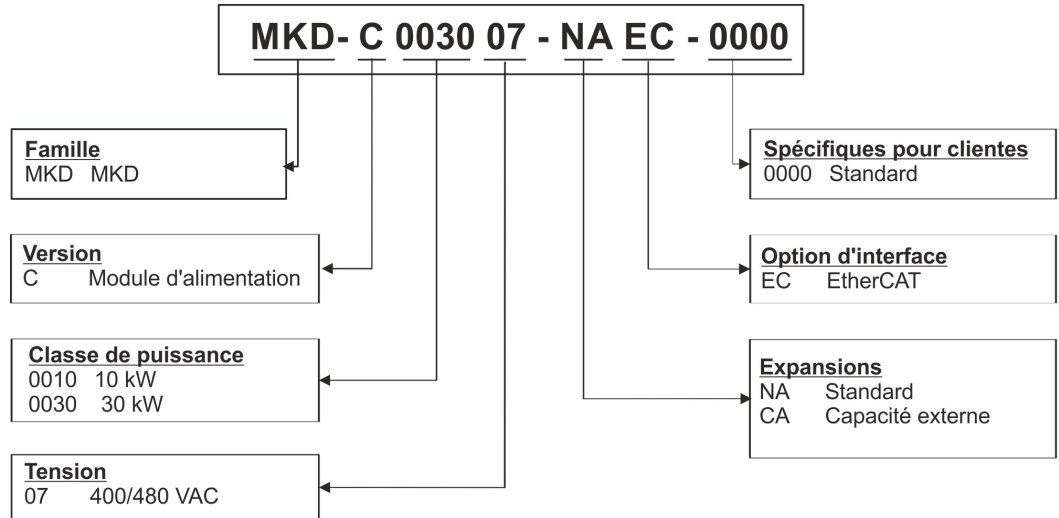 MKD- C 0030 07 - NA EC - 0000
Famille
MKD MKD
Version
C Module d'alimentation
Classe de puissance
0010 10 kW
0030 30 kW
Tension
07 400/480 VAC
Spécifiques pour clientes
0000 Standard
Option d'interface
EC EtherCAT
Expansions
NA Standard
CA Capacité externe